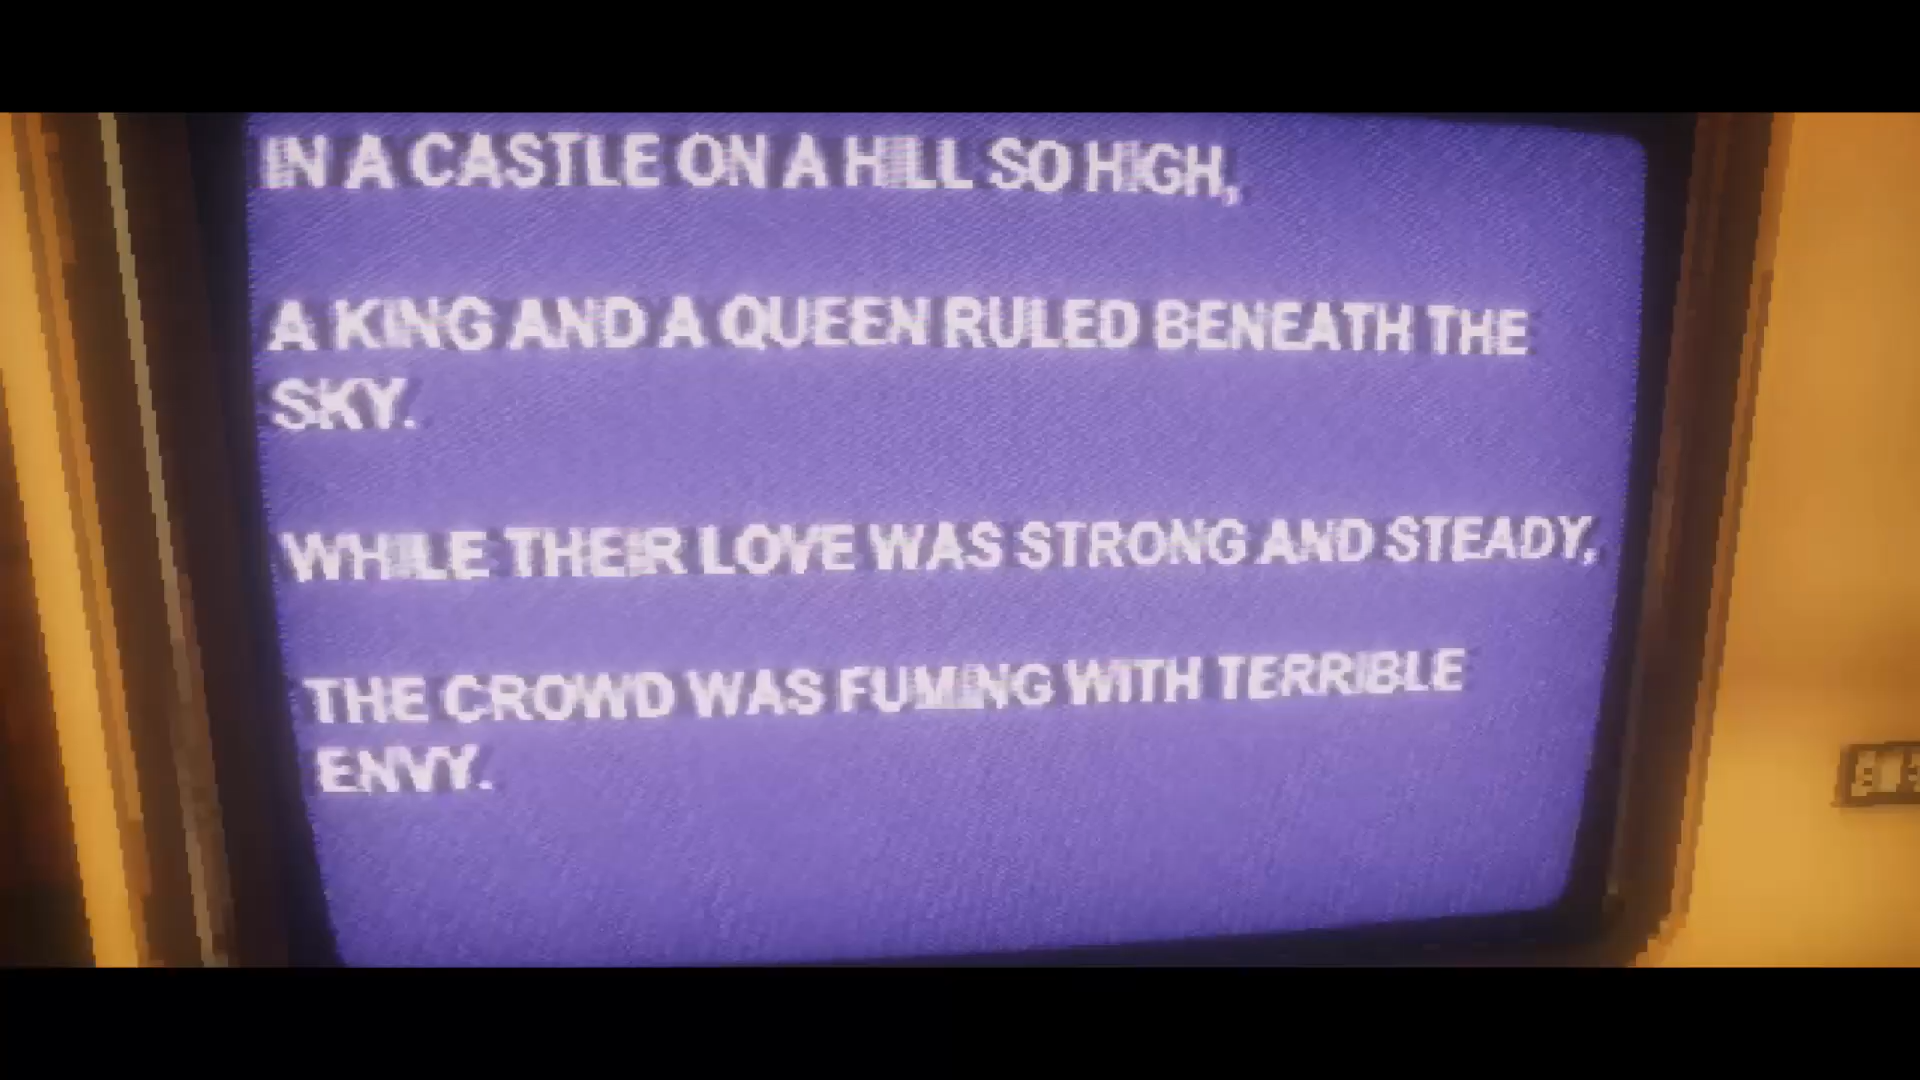 IN A CASTLE ON A HILL SO HIGH,
A KING AND A QUEEN RULED BENEATH THE
SKY.
WHILE THEIR LOVE WAS STRONG AND STEADY,
THE CROWD WAS FUMING WITH TERRIBLE
ENVY.